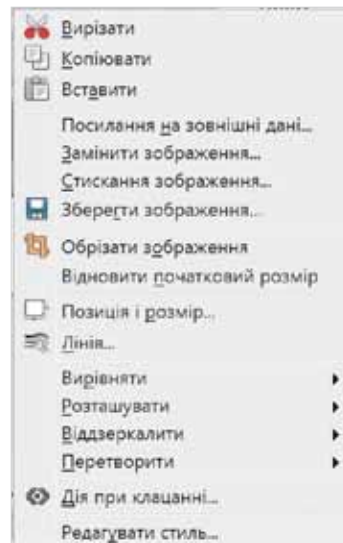 Вирізати
Копіювати
Вставити
Посилання на зовнішні дані...
Замінити зображення...
Стискання зображення...
Зберегти зображення...
Обрізати зображення
Відновити початковий розмір
Позиція і розмір...
Лінія...
Вирівняти
Розташувати
Віддзеркалити
Перетворити
Дія при клацанні...
Редагувати стиль...